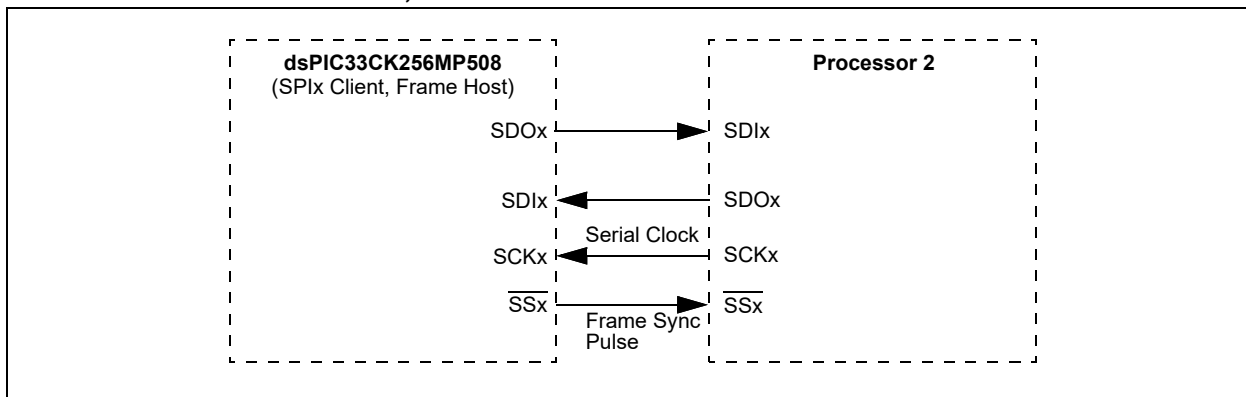 dsPIC33CK256MP508
(SPIx Client, Frame Host)
Processor 2
SDOx
SDIx
SDIx
SDOx
Serial Clock
SCKx
SCKx
SSx
SSx
Frame Sync
Pulse